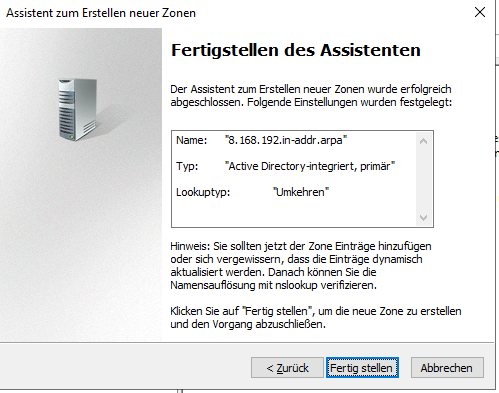 Assistent zum Erstellen neuer Zonen
Fertigstellen des Assistenten
Der Assistent zum Erstellen neuer Zonen wurde erfolgreich
abgeschlossen. Folgende Einstellungen wurden festgelegt:
Name: "8.168.192.in-addr.arpa"
Typ: "Active Directory-integriert, primär"
Lookuptyp: "Umkehren"
Hinweis: Sie sollten jetzt der Zone Einträge hinzufügen
oder sich vergewissern, dass die Einträge dynamisch
aktualisiert werden. Danach können Sie die
Namensauflösung mit nslookup verifizieren.
Klicken Sie auf "Fertig stellen", um die neue Zone zu erstellen
und den Vorgang abzuschließen.
< Zurück Fertig stellen Abbrechen